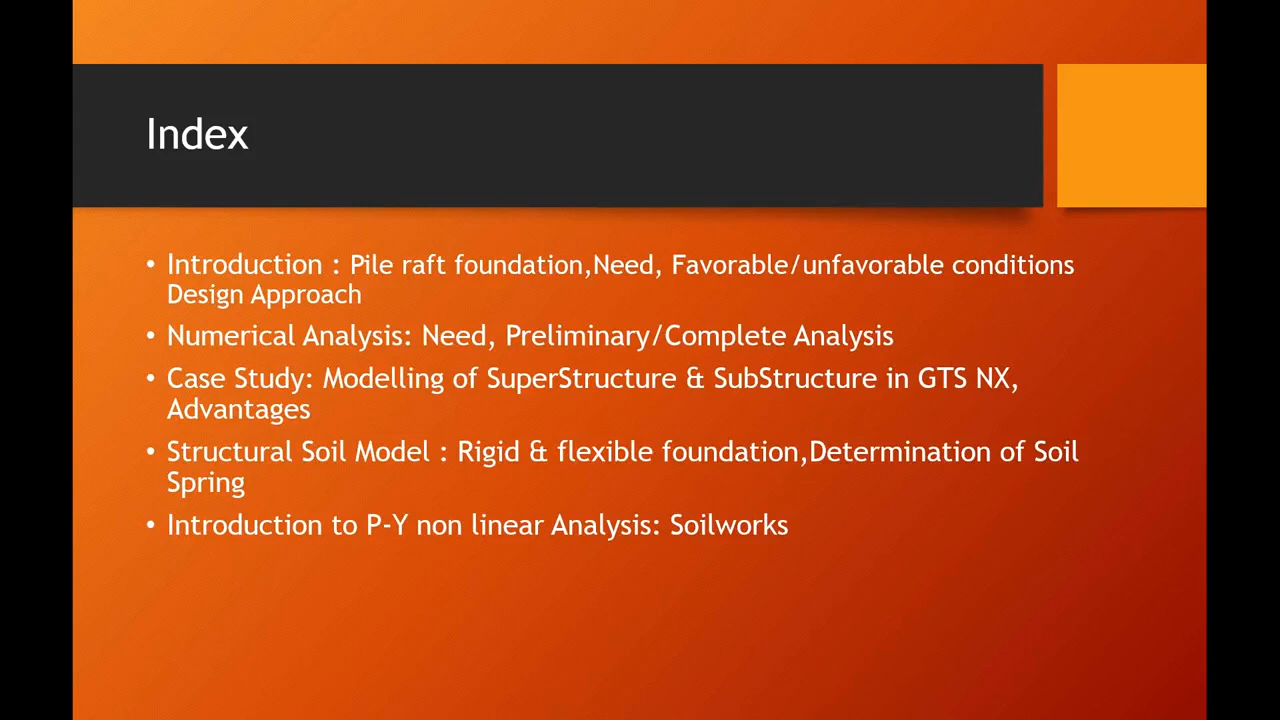 Index
• Introduction : Pile raft foundation,Need, Favorable/unfavorable conditions
Design Approach
• Numerical Analysis: Need, Preliminary/Complete Analysis
• Case Study: Modelling of SuperStructure & SubStructure in GTS NX,
Advantages
• Structural Soil Model : Rigid & flexible foundation,Determination of Soil
Spring
• Introduction to P-Y non linear Analysis: Soilworks